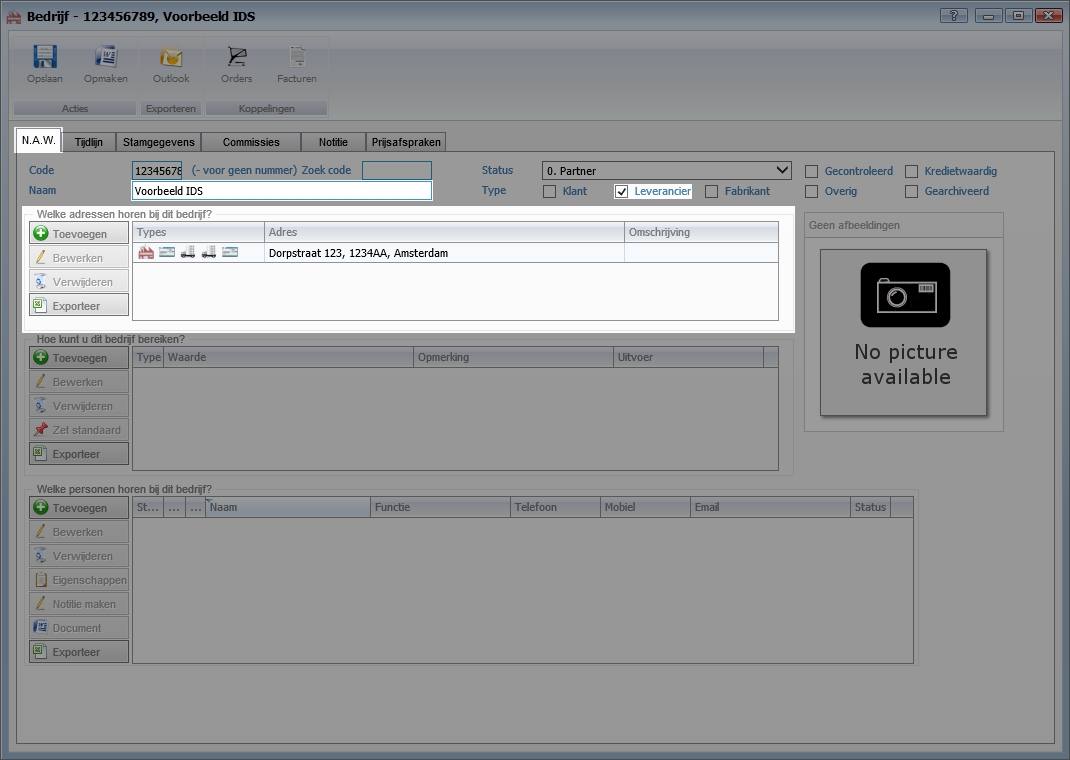 Bedrijf - 123456789, Voorbeeld IDS
?
Opslaan Opmaken Outlook Orders Facturen
Acties Exporteren Koppelingen
N.A.W. Tijdlijn Stamgegevens Commissies Notitie Prijsafspraken
Code 12345678 (- voor geen nummer) Zoek code Status 0. Partner Gecontroleerd Kredietwaardig
Naam Voorbeeld IDS Type Klant Leverancier Fabrikant Overig Gearchiveerd
Welke adressen horen bij dit bedrijf?
Toevoegen Types Adres Omschrijving
Bewerken Dorpstraat 123, 1234AA, Amsterdam
Verwijderen
Exporteer
Geen afbeeldingen
No picture
available
Hoe kunt u dit bedrijf bereiken?
Toevoegen Type Waarde Opmerking Uitvoer
Bewerken
Verwijderen
Zet standaard
Exporteer
Welke personen horen bij dit bedrijf?
Toevoegen St... ... ... Naam Functie Telefoon Mobiel Email Status
Bewerken
Verwijderen
Eigenschappen
Notitie maken
Document
Exporteer